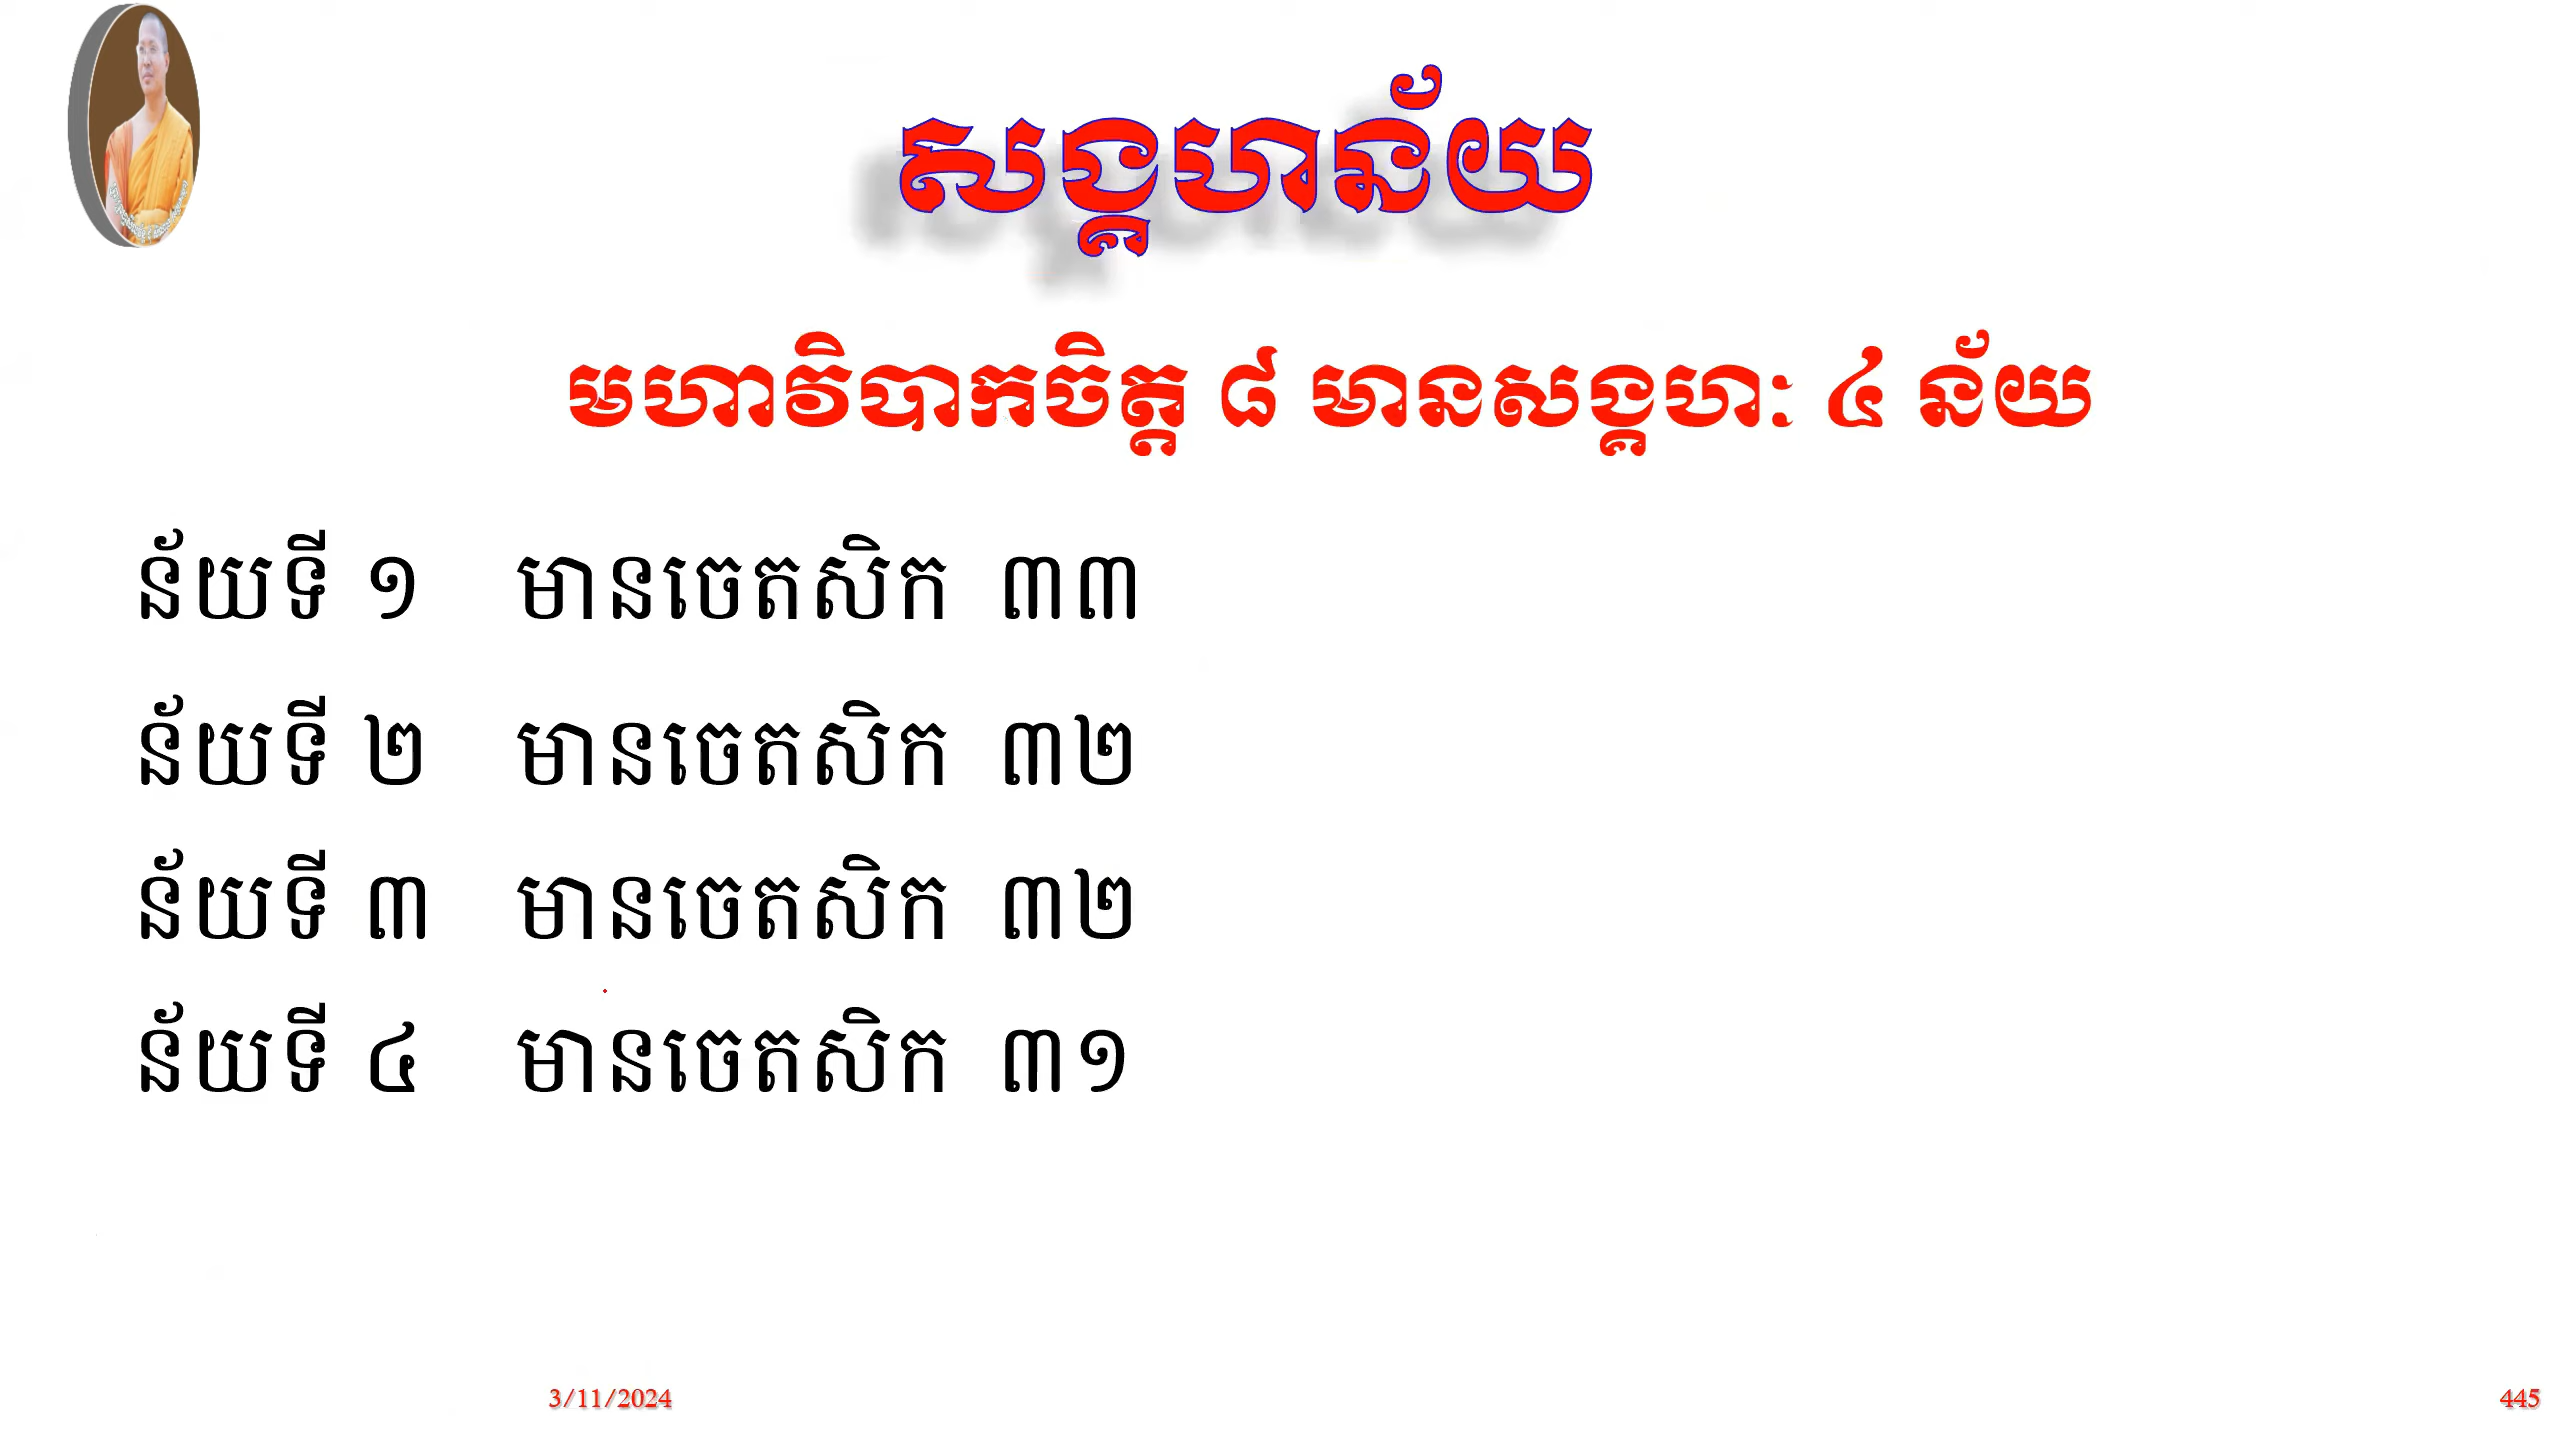 សង្គហន័យ
មហាវិបាកចិត្ត ៨ មានសង្គហៈ ៤ ន័យ
ន័យទី ១ មានចេតសិក ៣៣
ន័យទី ២ មានចេតសិក ៣២
ន័យទី ៣ មានចេតសិក ៣២
ន័យទី ៤ មានចេតសិក ៣១
3/11/2024
445